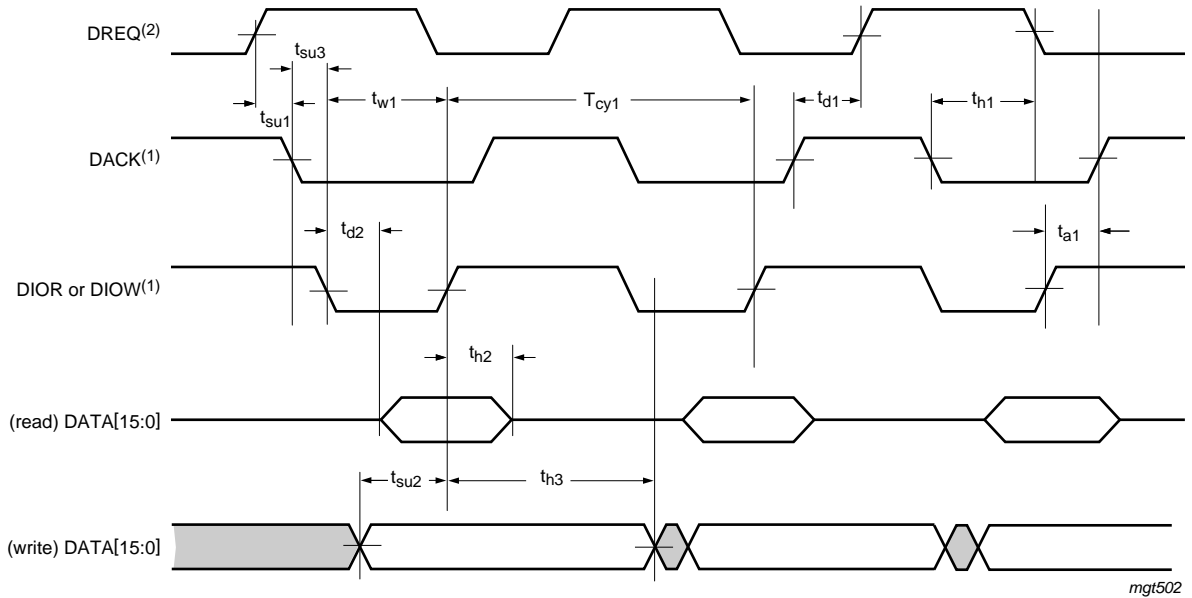 DREQ(2)
tsu3
tw1
Tcy1
td1
th1
tsu1
DACK(1)
td2
ta1
DIOR or DIOW(1)
th2
(read) DATA[15:0]
tsu2
th3
(write) DATA[15:0]
mgt502